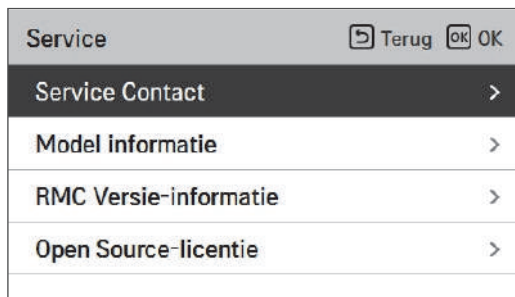 Service Terug OK OK
Service Contact >
Model informatie >
RMC Versie-informatie >
Open Source-licentie >